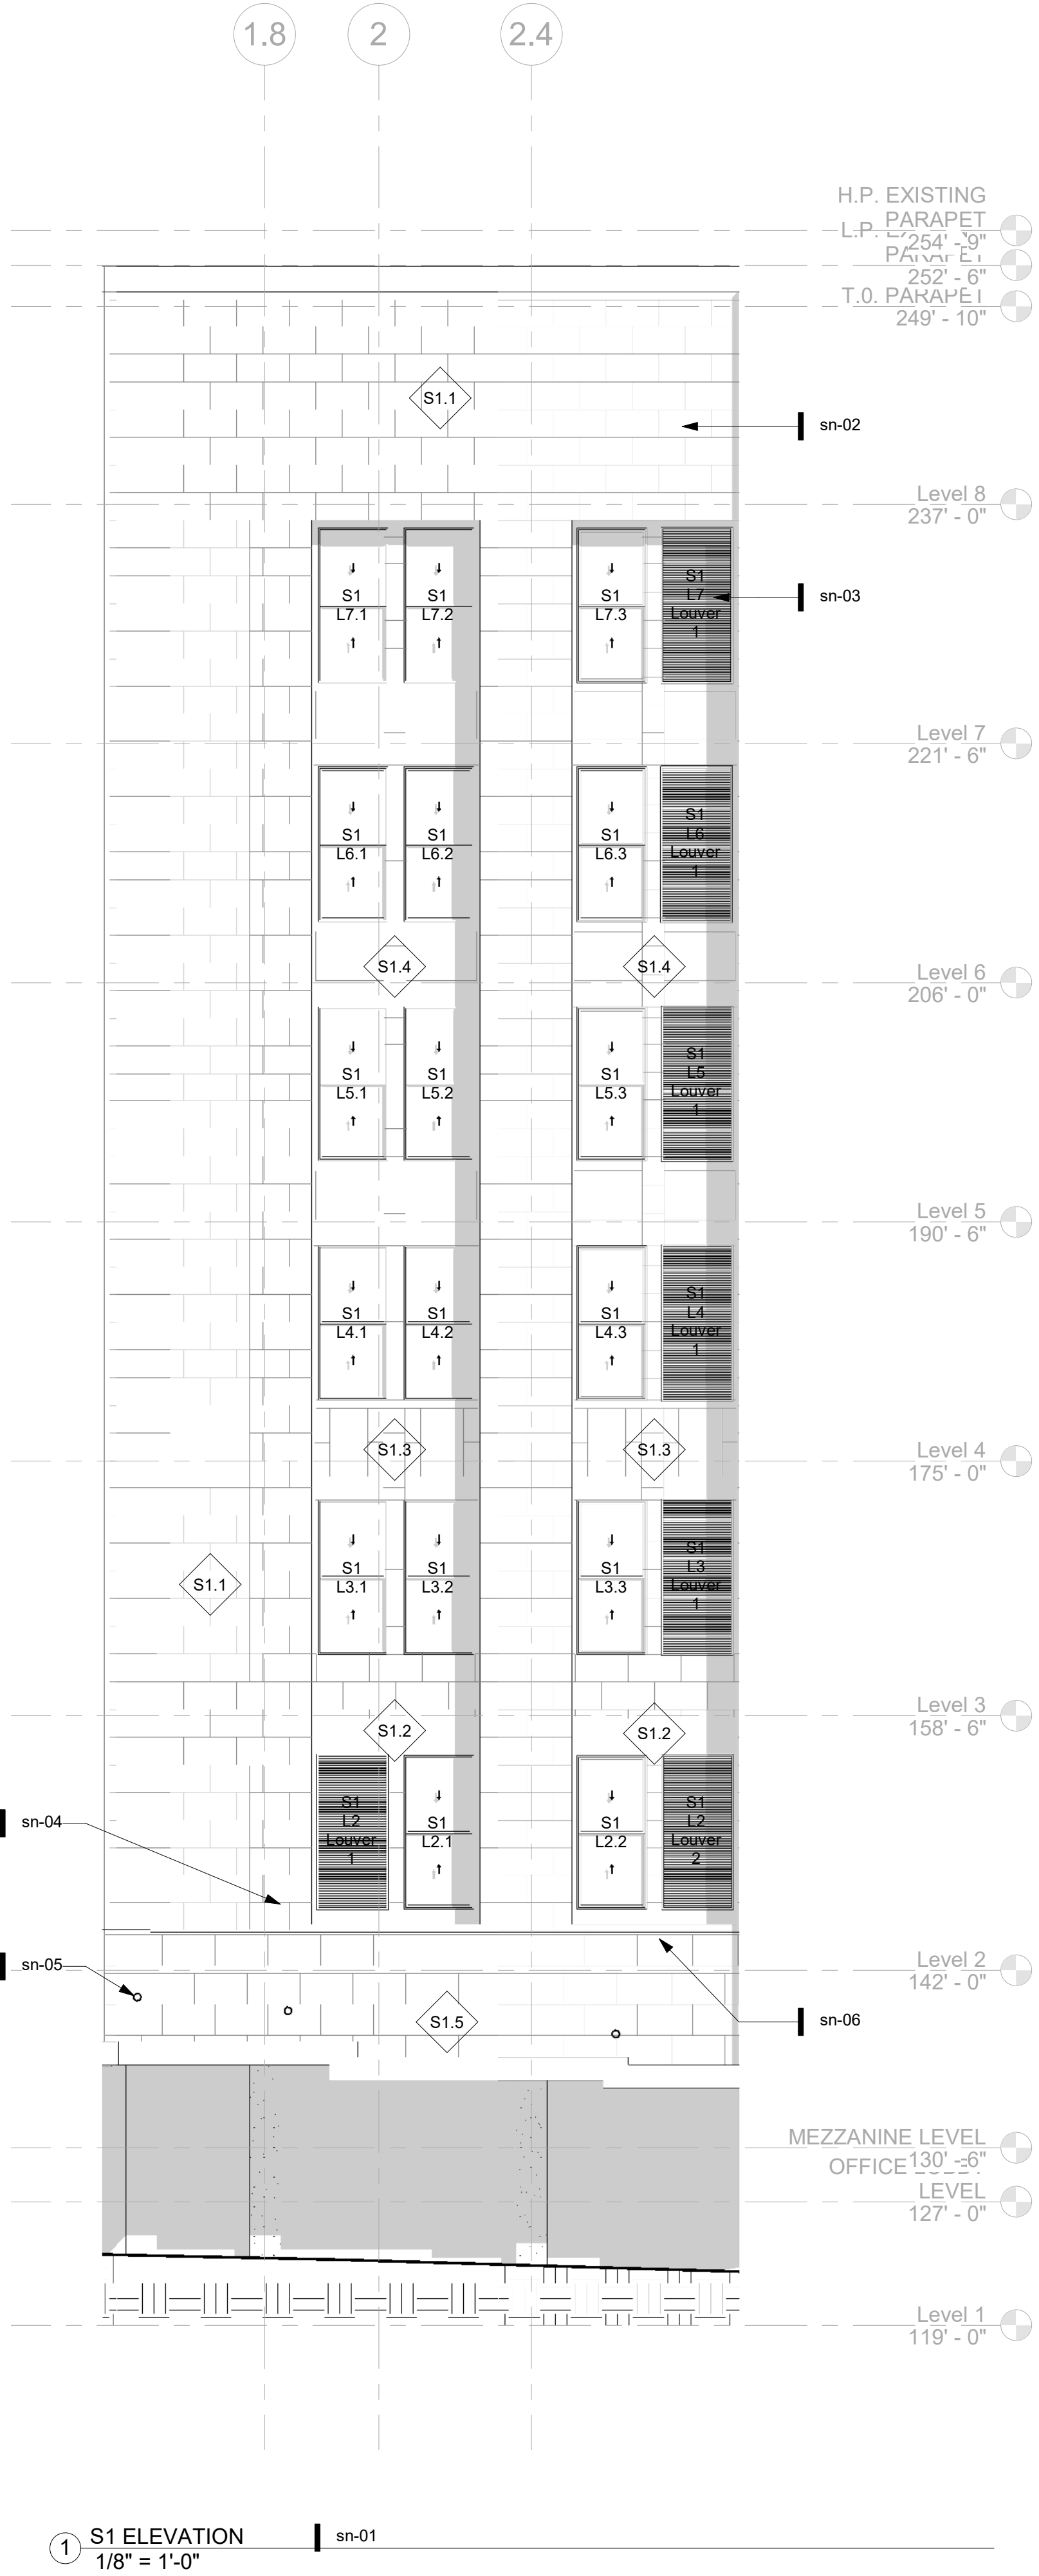 1.8
2
2.4
H.P. EXISTING
PARAPET
254' - 9"
L.P.
PARAPET
252' - 6"
T.0. PARAPET
249' - 10"
S1.1
sn-02
Level 8
237' - 0"
S1
L7.1
S1
L7.2
S1
L7.3
S1
L7
Louver
1
sn-03
Level 7
221' - 6"
S1
L6.1
S1
L6.2
S1
L6.3
S1
L6
Louver
1
S1.4
S1.4
Level 6
206' - 0"
S1
L5.1
S1
L5.2
S1
L5.3
S1
L5
Louver
1
Level 5
190' - 6"
S1
L4.1
S1
L4.2
S1
L4.3
S1
L4
Louver
1
S1.3
S1.3
Level 4
175' - 0"
S1
L3.1
S1
L3.2
S1
L3.3
S1
L3
Louver
1
S1.1
Level 3
158' - 6"
S1.2
S1.2
S1
L2
Louver
1
S1
L2.1
S1
L2.2
S1
L2
Louver
2
sn-04
sn-05
Level 2
142' - 0"
S1.5
sn-06
MEZZANINE LEVEL
130' - 6"
OFFICE LOBBY
LEVEL
127' - 0"
Level 1
119' - 0"
1
S1 ELEVATION
sn-01
1/8" = 1'-0"